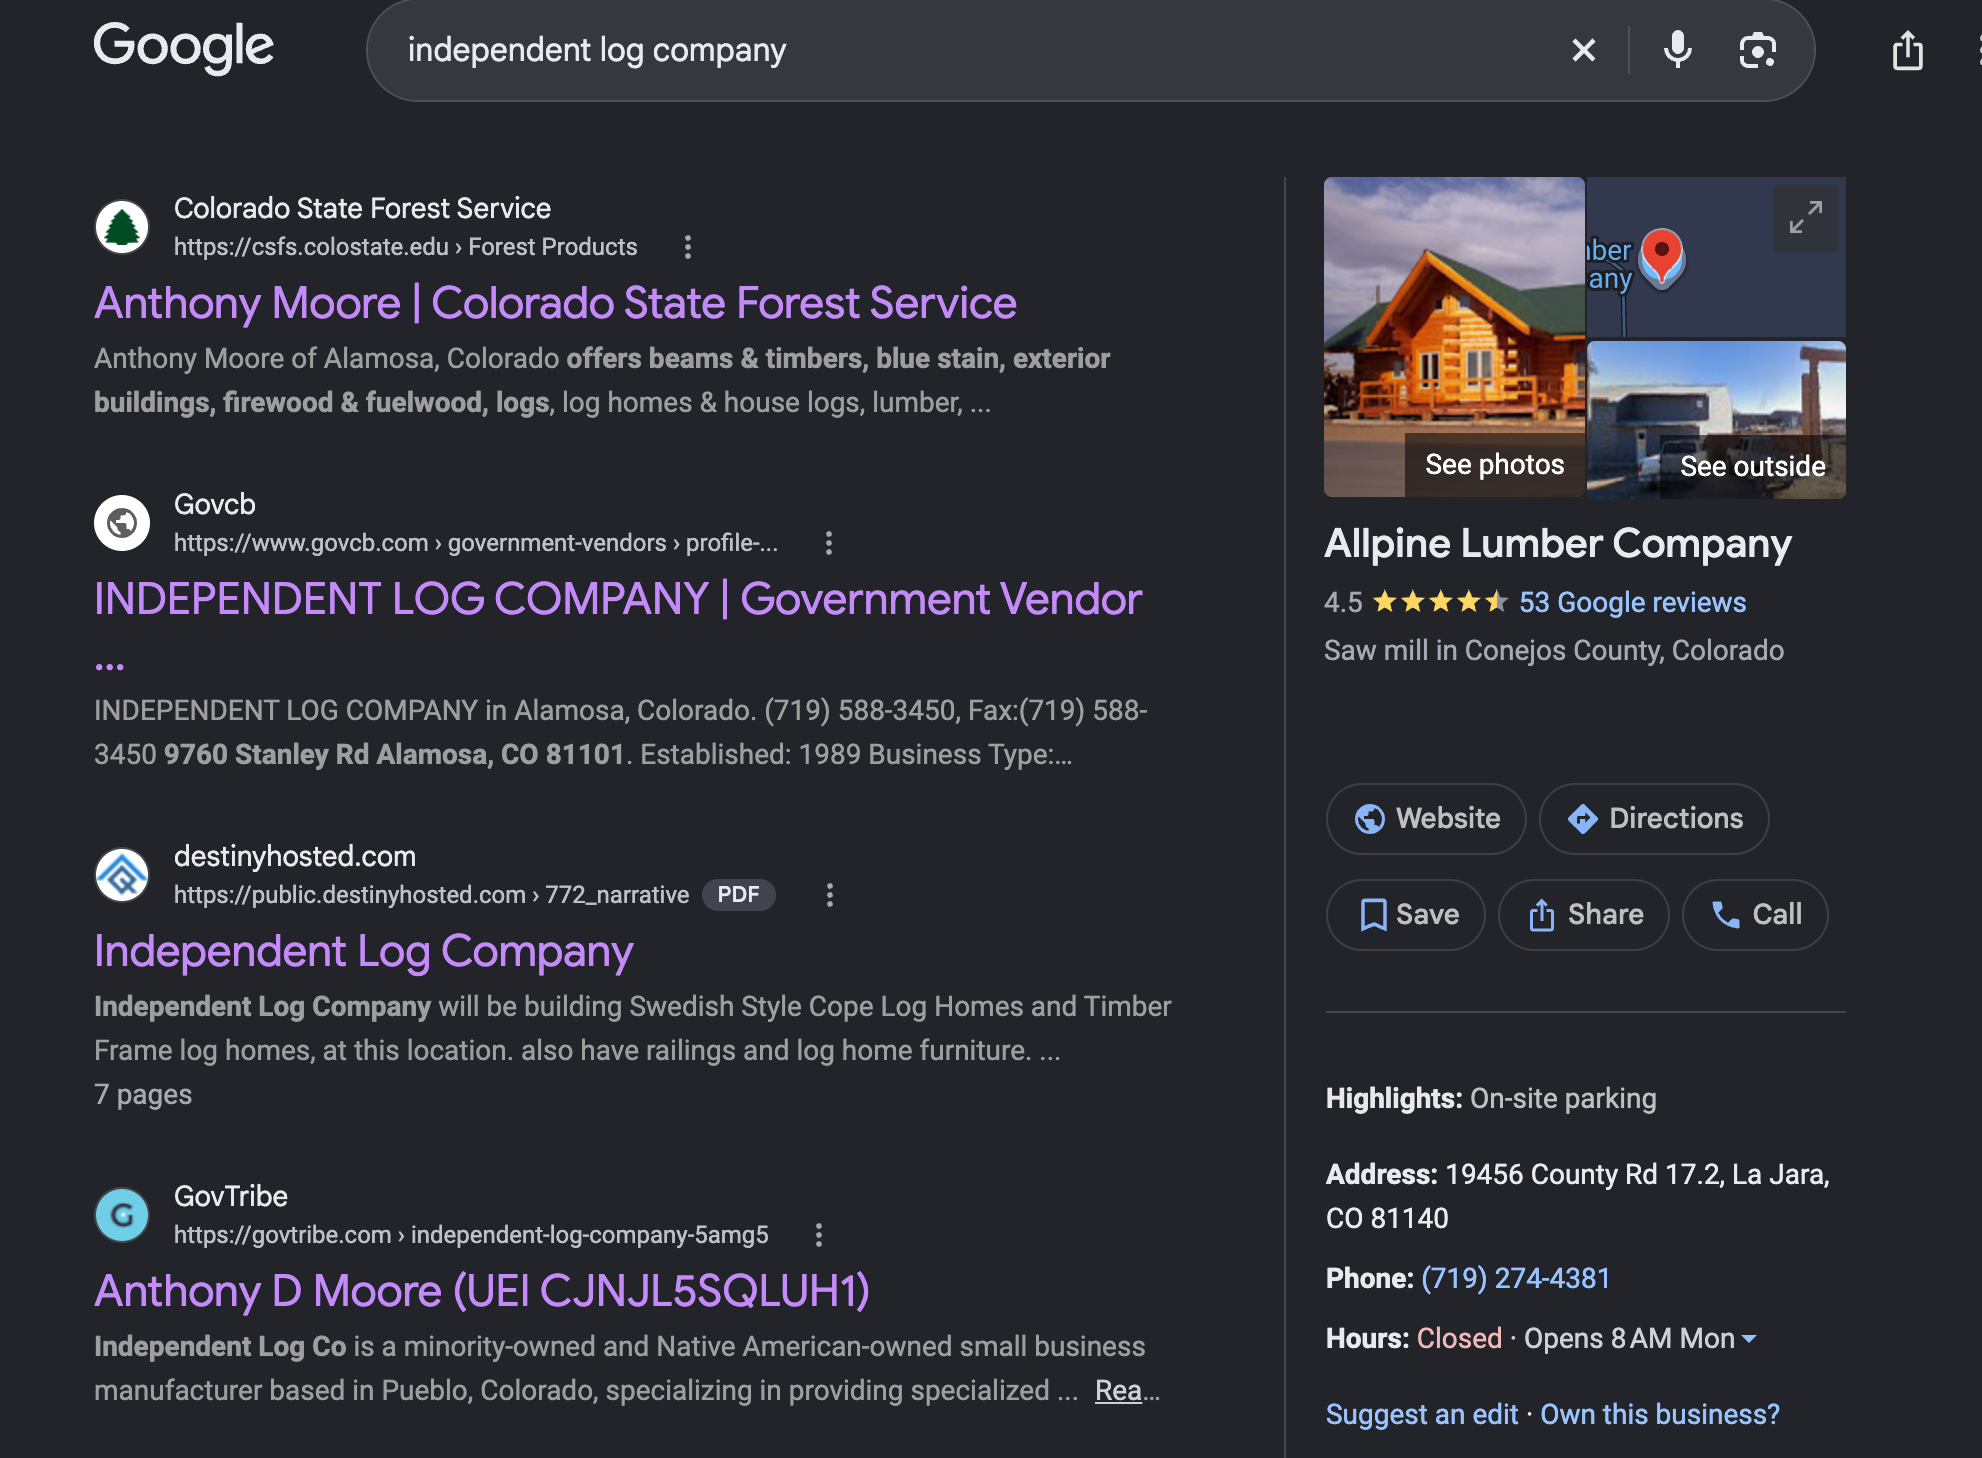 Google
independent log company
Colorado State Forest Service
https://csfs.colostate.edu › Forest Products
Anthony Moore | Colorado State Forest Service
Anthony Moore of Alamosa, Colorado offers beams & timbers, blue stain, exterior
buildings, firewood & fuelwood, logs, log homes & house logs, lumber, ...
Govcb
https://www.govcb.com › government-vendors › profile-...
INDEPENDENT LOG COMPANY | Government Vendor
...
INDEPENDENT LOG COMPANY in Alamosa, Colorado. (719) 588-3450, Fax:(719) 588-
3450 9760 Stanley Rd Alamosa, CO 81101. Established: 1989 Business Type:...
destinyhosted.com
https://public.destinyhosted.com › 772_narrative PDF
Independent Log Company
Independent Log Company will be building Swedish Style Cope Log Homes and Timber
Frame log homes, at this location. also have railings and log home furniture. ...
7 pages
G
GovTribe
https://govtribe.com › independent-log-company-5amg5
Anthony D Moore (UEI CJNJL5SQLUH1)
Independent Log Co is a minority-owned and Native American-owned small business
manufacturer based in Pueblo, Colorado, specializing in providing specialized ... Rea...
nber
any
See photos
See outside
Allpine Lumber Company
4.5 53 Google reviews
Saw mill in Conejos County, Colorado
Website
Directions
Save
Share
Call
Highlights: On-site parking
Address: 19456 County Rd 17.2, La Jara,
CO 81140
Phone: (719) 274-4381
Hours: Closed · Opens 8 AM Mon
Suggest an edit · Own this business?